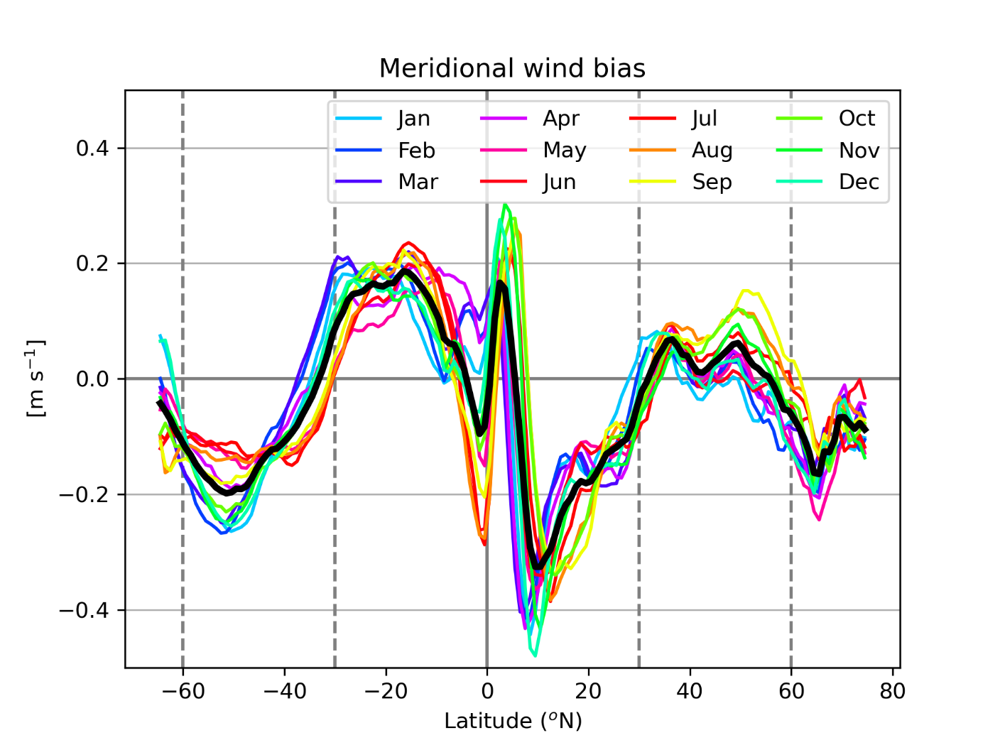 Meridional wind bias
Jan Apr Jul Oct
Feb May Aug Nov
Mar Jun Sep Dec
0.4
0.2
0.0
−0.2
−0.4
[m s⁻¹]
−60 −40 −20 0 20 40 60 80
Latitude (ᵒN)